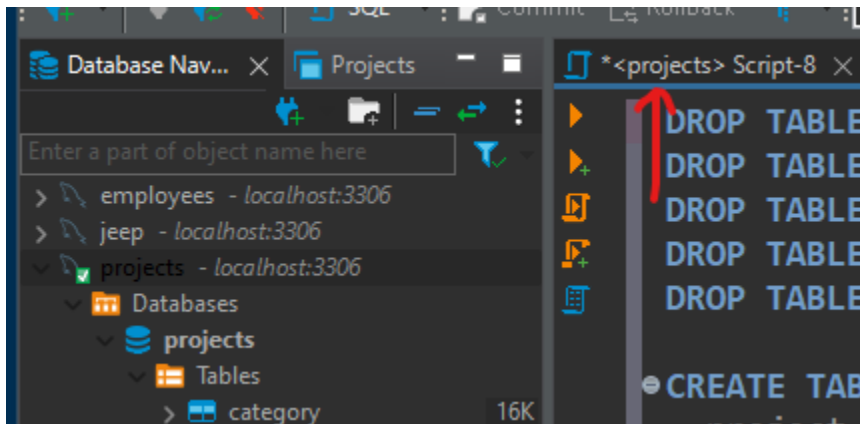 SQL Commit Rollback
Database Nav... Projects
*<projects> Script-8
Enter a part of object name here
employees - localhost:3306
jeep - localhost:3306
projects - localhost:3306
Databases
projects
Tables
category 16K
DROP TABLE
DROP TABLE
DROP TABLE
DROP TABLE
DROP TABLE
CREATE TAB